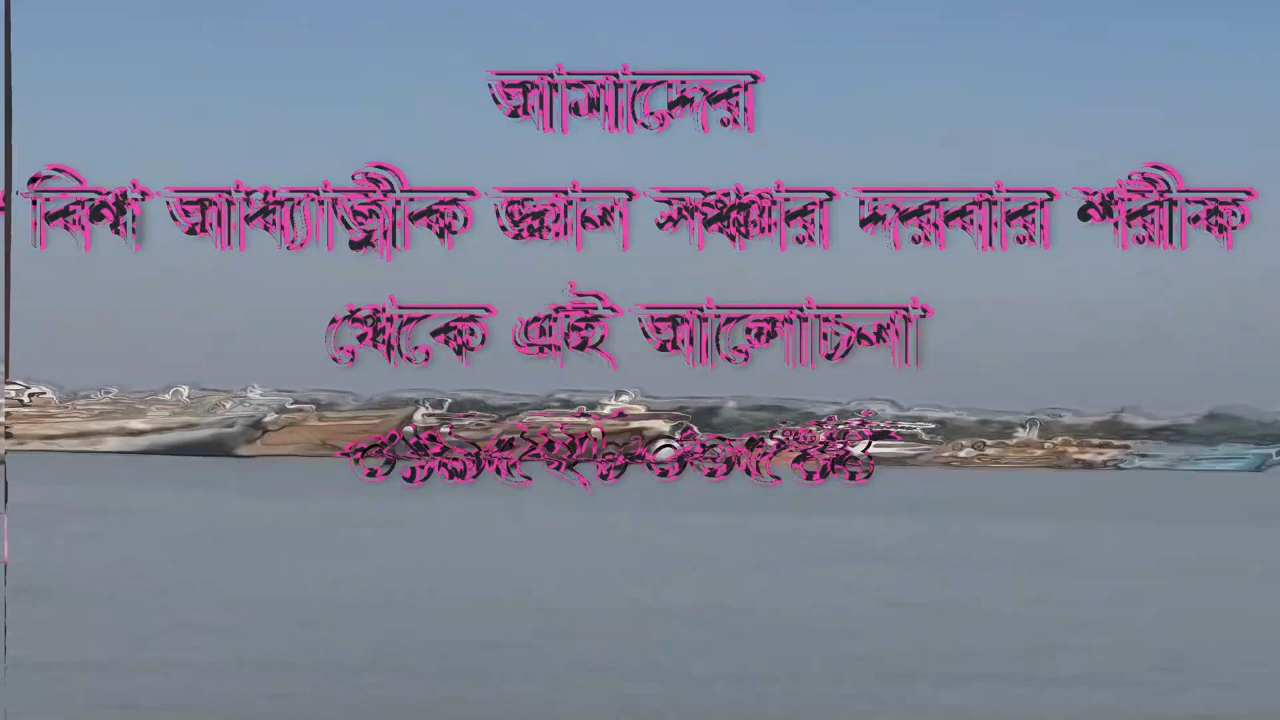 আমাদের
বিশ্ব আধ্যাত্মীক জ্ঞান সঞ্চার দরবার শরীফ
থেকে এই আলোচনা